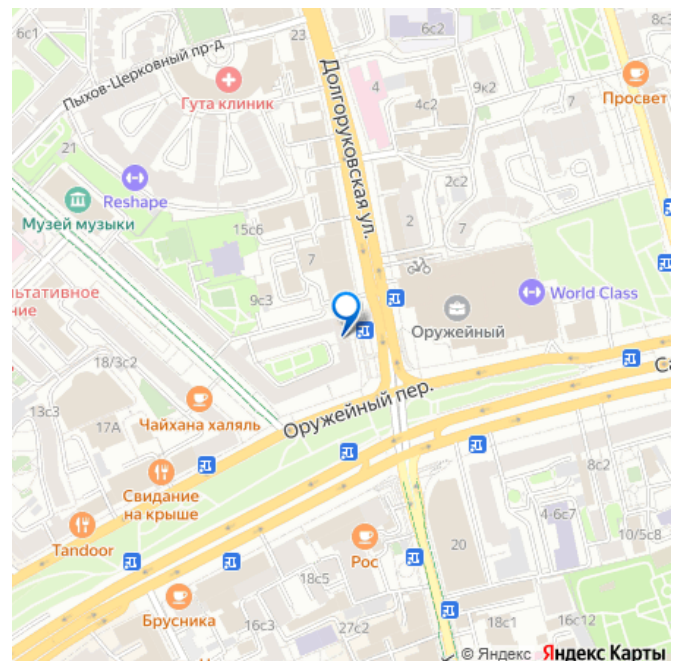 6с1
23
6с2
8с3
Пыхов-Церковный пр-д
Гута клиник
Долгоруковская ул.
4
4с2
9к2
7
Просвет
21
Reshape
Музей музыки
15с6
2с2
2
7
7
ьтативное
ние
9с3
World Class
Оружейный
18/3с2
Чайхана халяль
Оружейный пер.
Са
13с3
17А
Свидание
на крыше
8с2
4-6с7
10/5с8
Tandoor
Рос
20
18с5
Брусника
16с3
27с2
18с1
16с12
© Яндекс Яндекс Карты